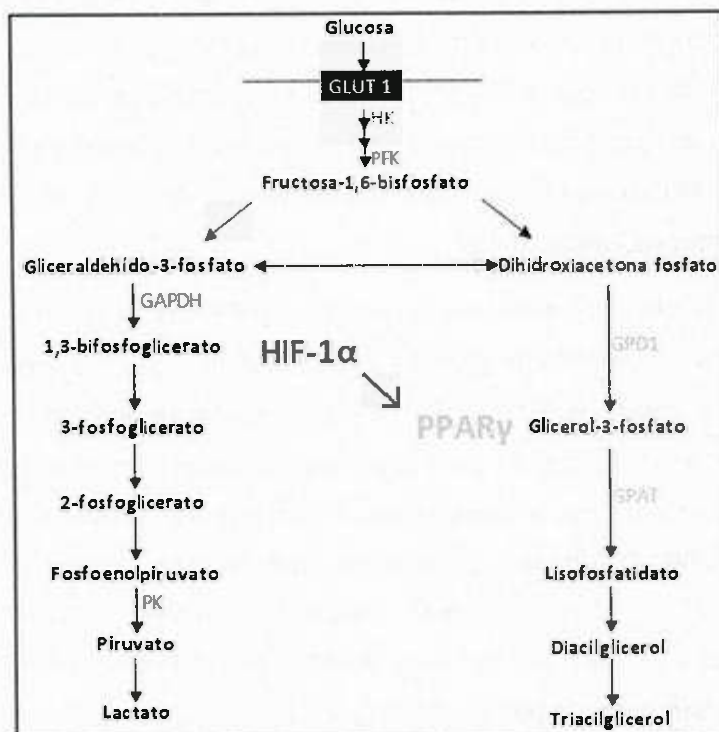 Glucosa
GLUT 1
HK
PFK
Fructosa-1,6-bisfosfato
Gliceraldehído-3-fosfato
Dihidroxiacetona fosfato
GAPDH
GPD1
1,3-bifosfoglicerato
HIF-1α
PPARγ
3-fosfoglicerato
Glicerol-3-fosfato
2-fosfoglicerato
GPAT
Fosfoenolpiruvato
Lisofosfatidato
PK
Piruvato
Diacilglicerol
Lactato
Triacilglicerol